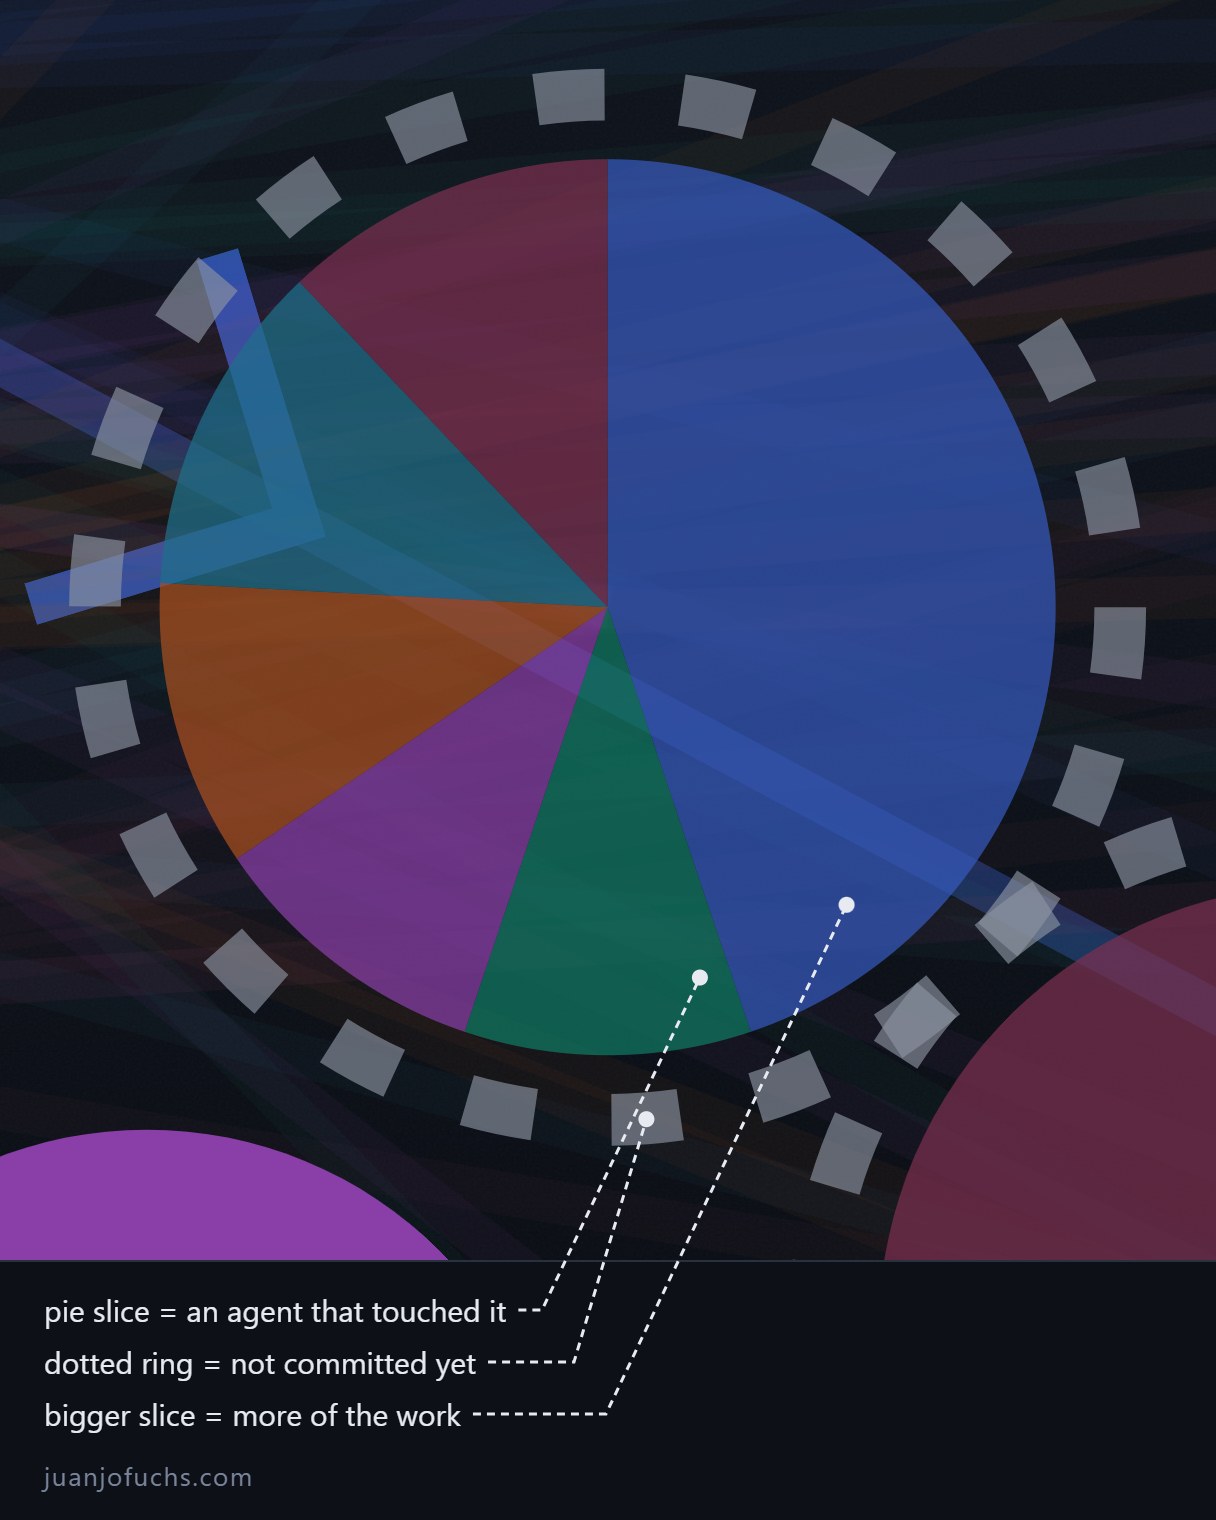 pie slice = an agent that touched it
dotted ring = not committed yet
bigger slice = more of the work
juanjofuchs.com